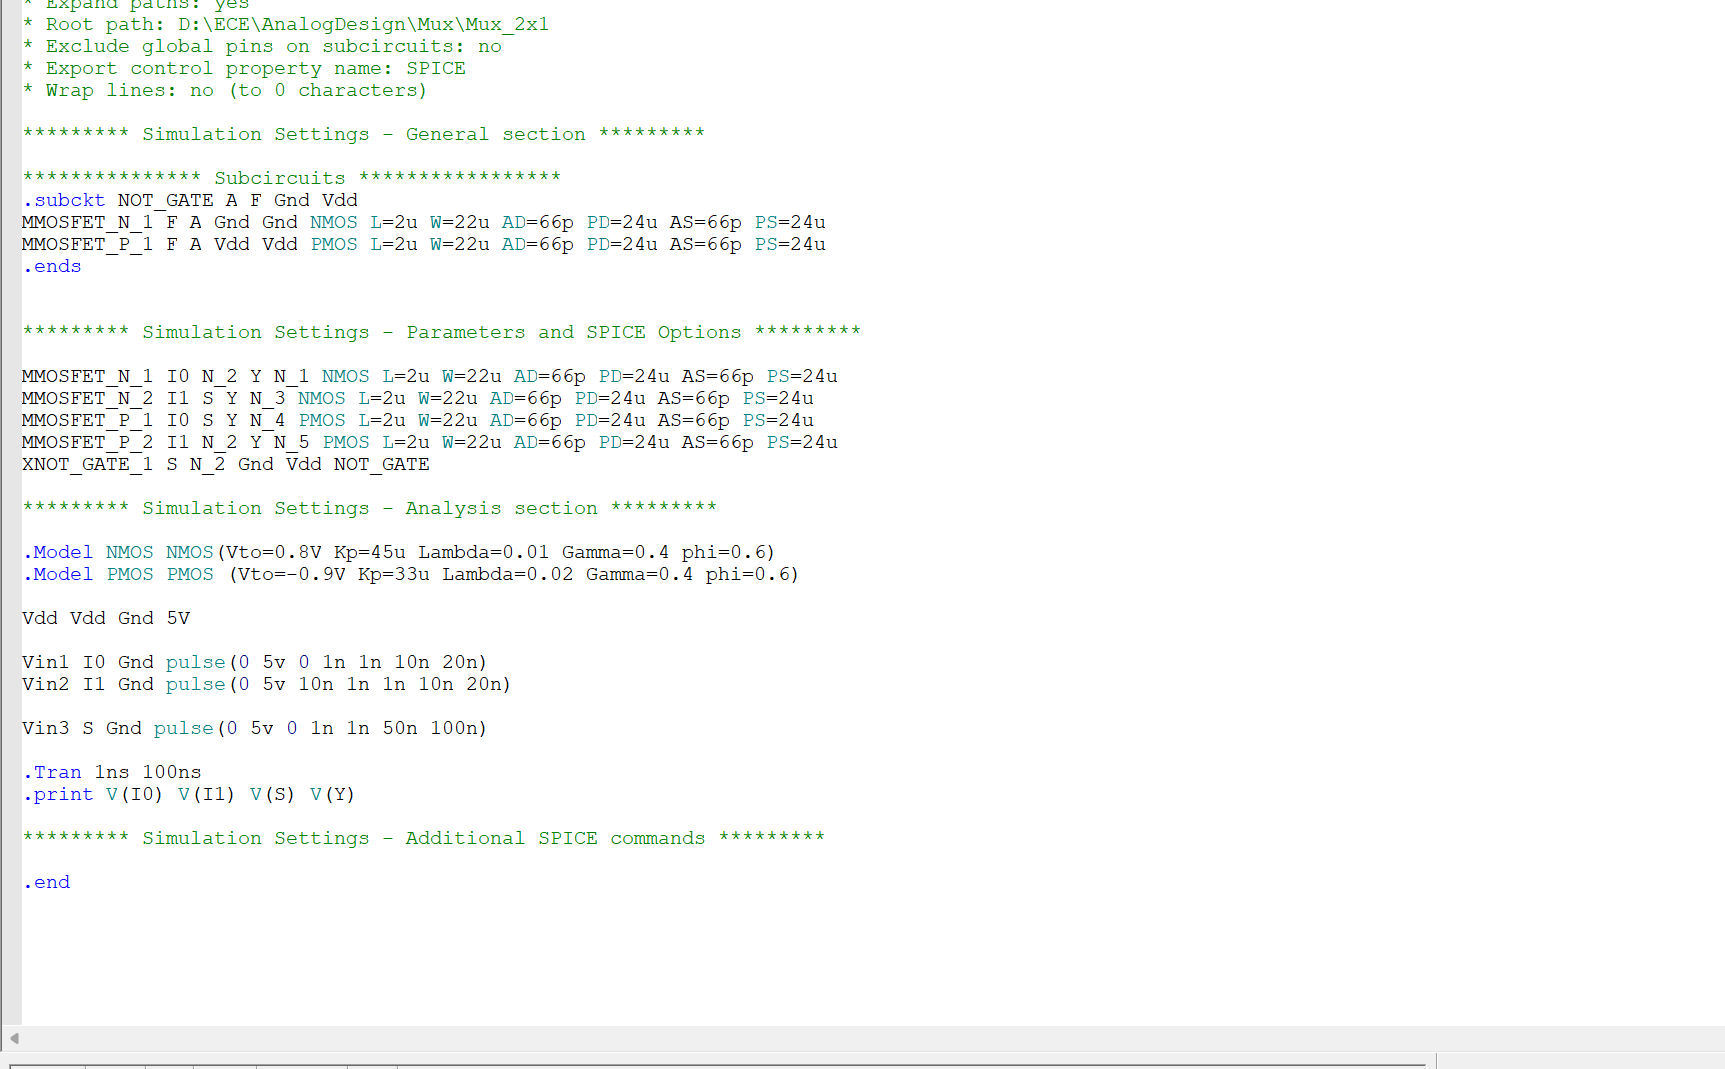 * Expand paths: yes
* Root path: D:\ECE\AnalogDesign\Mux\Mux_2x1
* Exclude global pins on subcircuits: no
* Export control property name: SPICE
* Wrap lines: no (to 0 characters)
********* Simulation Settings - General section *********
*************** Subcircuits *****************
.subckt NOT_GATE A F Gnd Vdd
MMOSFET_N_1 F A Gnd Gnd NMOS L=2u W=22u AD=66p PD=24u AS=66p PS=24u
MMOSFET_P_1 F A Vdd Vdd PMOS L=2u W=22u AD=66p PD=24u AS=66p PS=24u
.ends
********* Simulation Settings - Parameters and SPICE Options *********
MMOSFET_N_1 I0 N_2 Y N_1 NMOS L=2u W=22u AD=66p PD=24u AS=66p PS=24u
MMOSFET_N_2 I1 S Y N_3 NMOS L=2u W=22u AD=66p PD=24u AS=66p PS=24u
MMOSFET_P_1 I0 S Y N_4 PMOS L=2u W=22u AD=66p PD=24u AS=66p PS=24u
MMOSFET_P_2 I1 N_2 Y N_5 PMOS L=2u W=22u AD=66p PD=24u AS=66p PS=24u
XNOT_GATE_1 S N_2 Gnd Vdd NOT_GATE
********* Simulation Settings - Analysis section *********
.Model NMOS NMOS(Vto=0.8V Kp=45u Lambda=0.01 Gamma=0.4 phi=0.6)
.Model PMOS PMOS (Vto=-0.9V Kp=33u Lambda=0.02 Gamma=0.4 phi=0.6)
Vdd Vdd Gnd 5V
Vin1 I0 Gnd pulse(0 5v 0 1n 1n 10n 20n)
Vin2 I1 Gnd pulse(0 5v 10n 1n 1n 10n 20n)
Vin3 S Gnd pulse(0 5v 0 1n 1n 50n 100n)
.Tran 1ns 100ns
.print V(I0) V(I1) V(S) V(Y)
********* Simulation Settings - Additional SPICE commands *********
.end